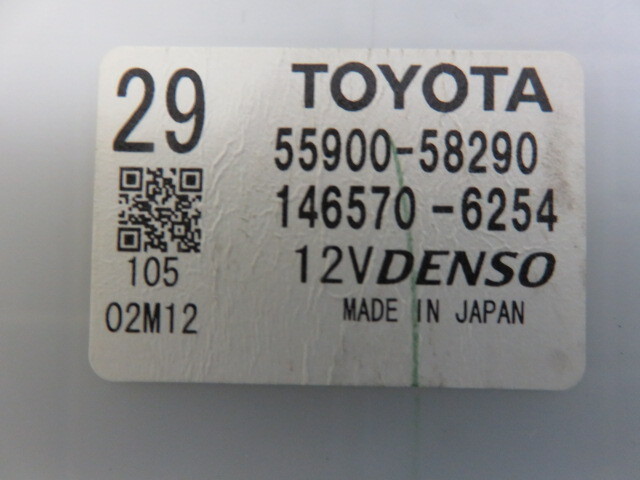 29
TOYOTA
55900-58290
146570-6254
12V DENSO
MADE IN JAPAN
105
02M12